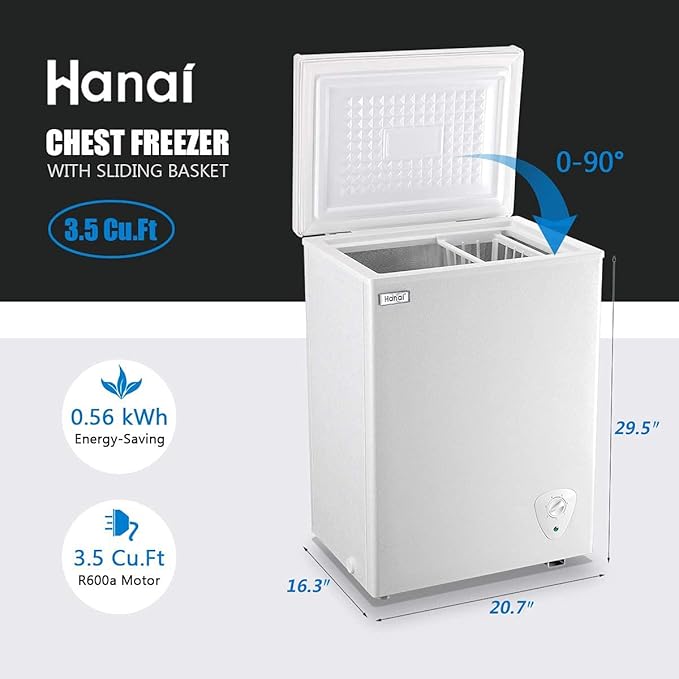 Hanaí
CHEST FREEZER
WITH SLIDING BASKET
3.5 Cu.Ft
0-90°
Hanaí
0.56 kWh
Energy-Saving
29.5"
3.5 Cu.Ft
R600a Motor
16.3"
20.7"